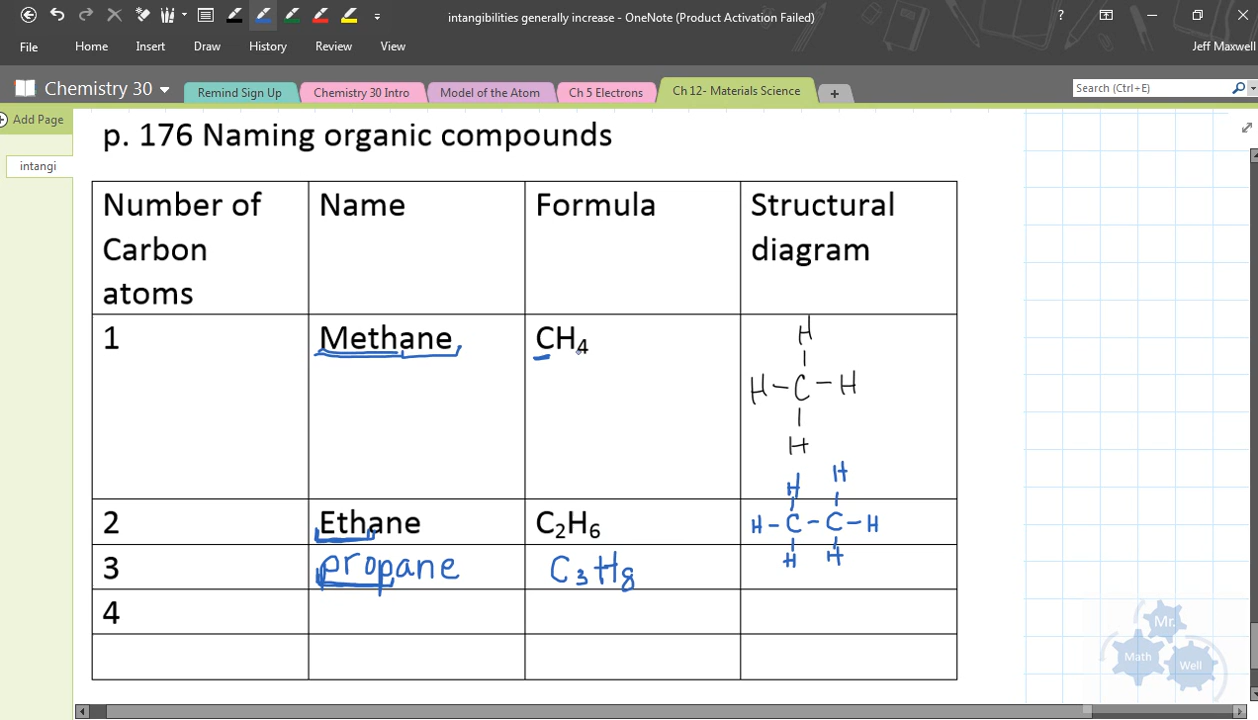 intangibilities generally increase - OneNote (Product Activation Failed)
?
File Home Insert Draw History Review View
Jeff Maxwell
Chemistry 30
Remind Sign Up
Chemistry 30 Intro
Model of the Atom
Ch 5 Electrons
Ch 12- Materials Science
+
Search (Ctrl+E)
Add Page
intangi
p. 176 Naming organic compounds
Number of
Carbon
atoms
Name
Formula
Structural
diagram
1
Methane
CH₄
H
H-C-H
H
2
Ethane
C₂H₆
H H
H-C-C-H
H H
3
propane
C₃H₈
4
Mr.
Math
Well